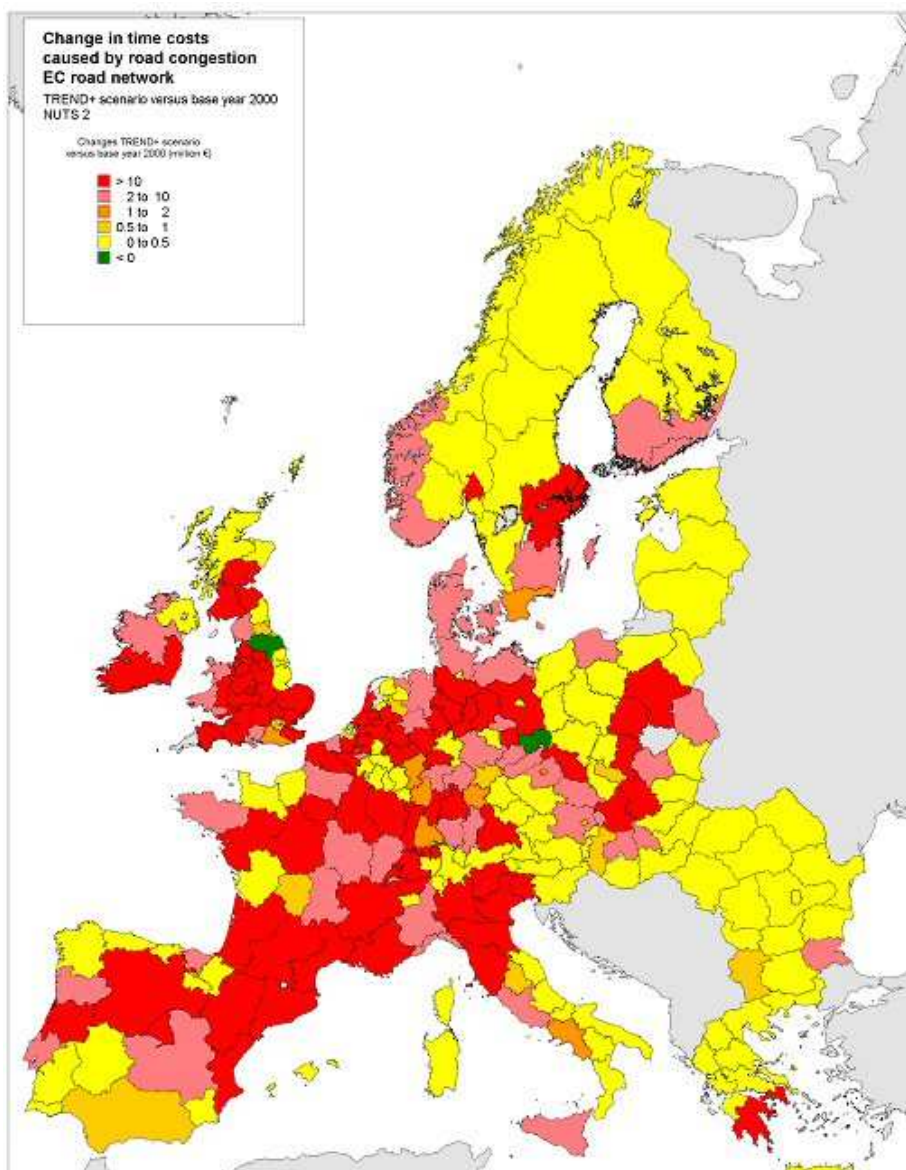 Change in time costs
caused by road congestion
EC road network
TREND+ scenario versus base year 2000
NUTS 2
Changes TREND+ scenario
versus base year 2000 (million €)
> 10
2 to 10
1 to 2
0.5 to 1
0 to 0.5
< 0